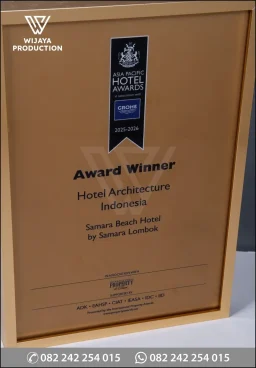 WIJAYA
PRODUCTION
ASIA PACIFIC
HOTEL
AWARDS
GROHE
2025-2026
Award Winner
Hotel Architecture
Indonesia
Samara Beach Hotel
by Samara Lombok
PROPERTY
082 242 254 015
082 242 254 015